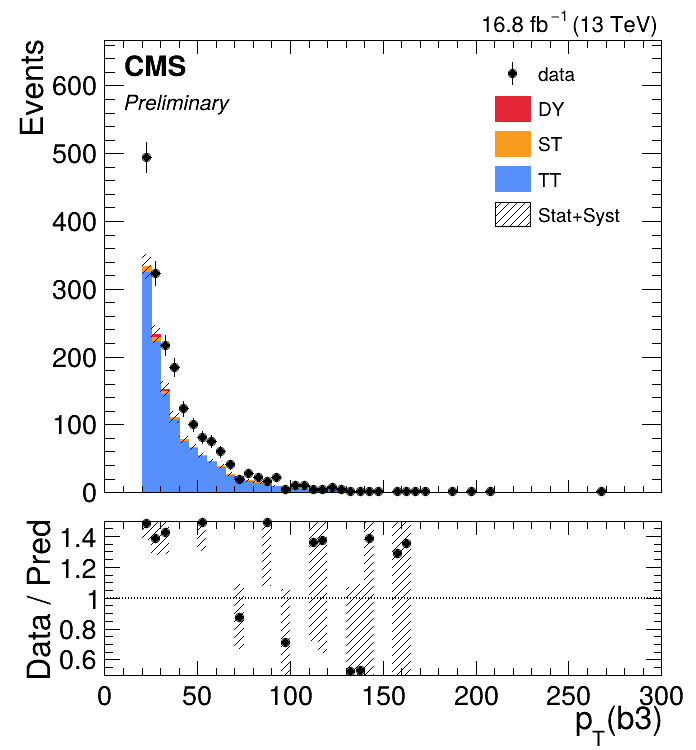 16.8 fb⁻¹ (13 TeV)
CMS
Preliminary
data
DY
ST
TT
Stat+Syst
Events
600
500
400
300
200
100
0
Data / Pred
1.4
1.2
1
0.8
0.6
0 50 100 150 200 250 300
p_T(b3)